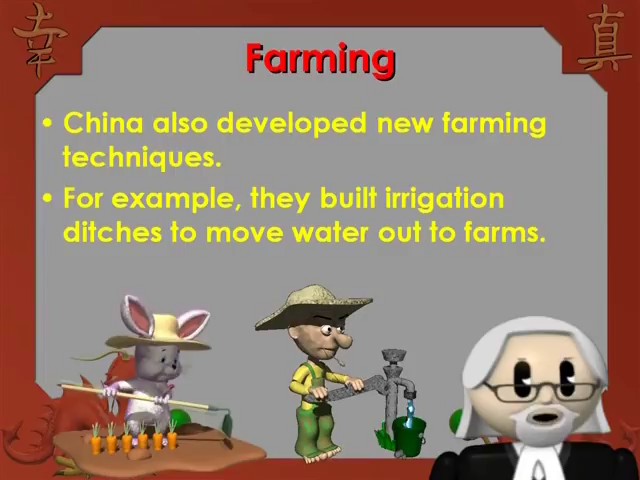 幸
真
Farming
• China also developed new farming
techniques.
• For example, they built irrigation
ditches to move water out to farms.